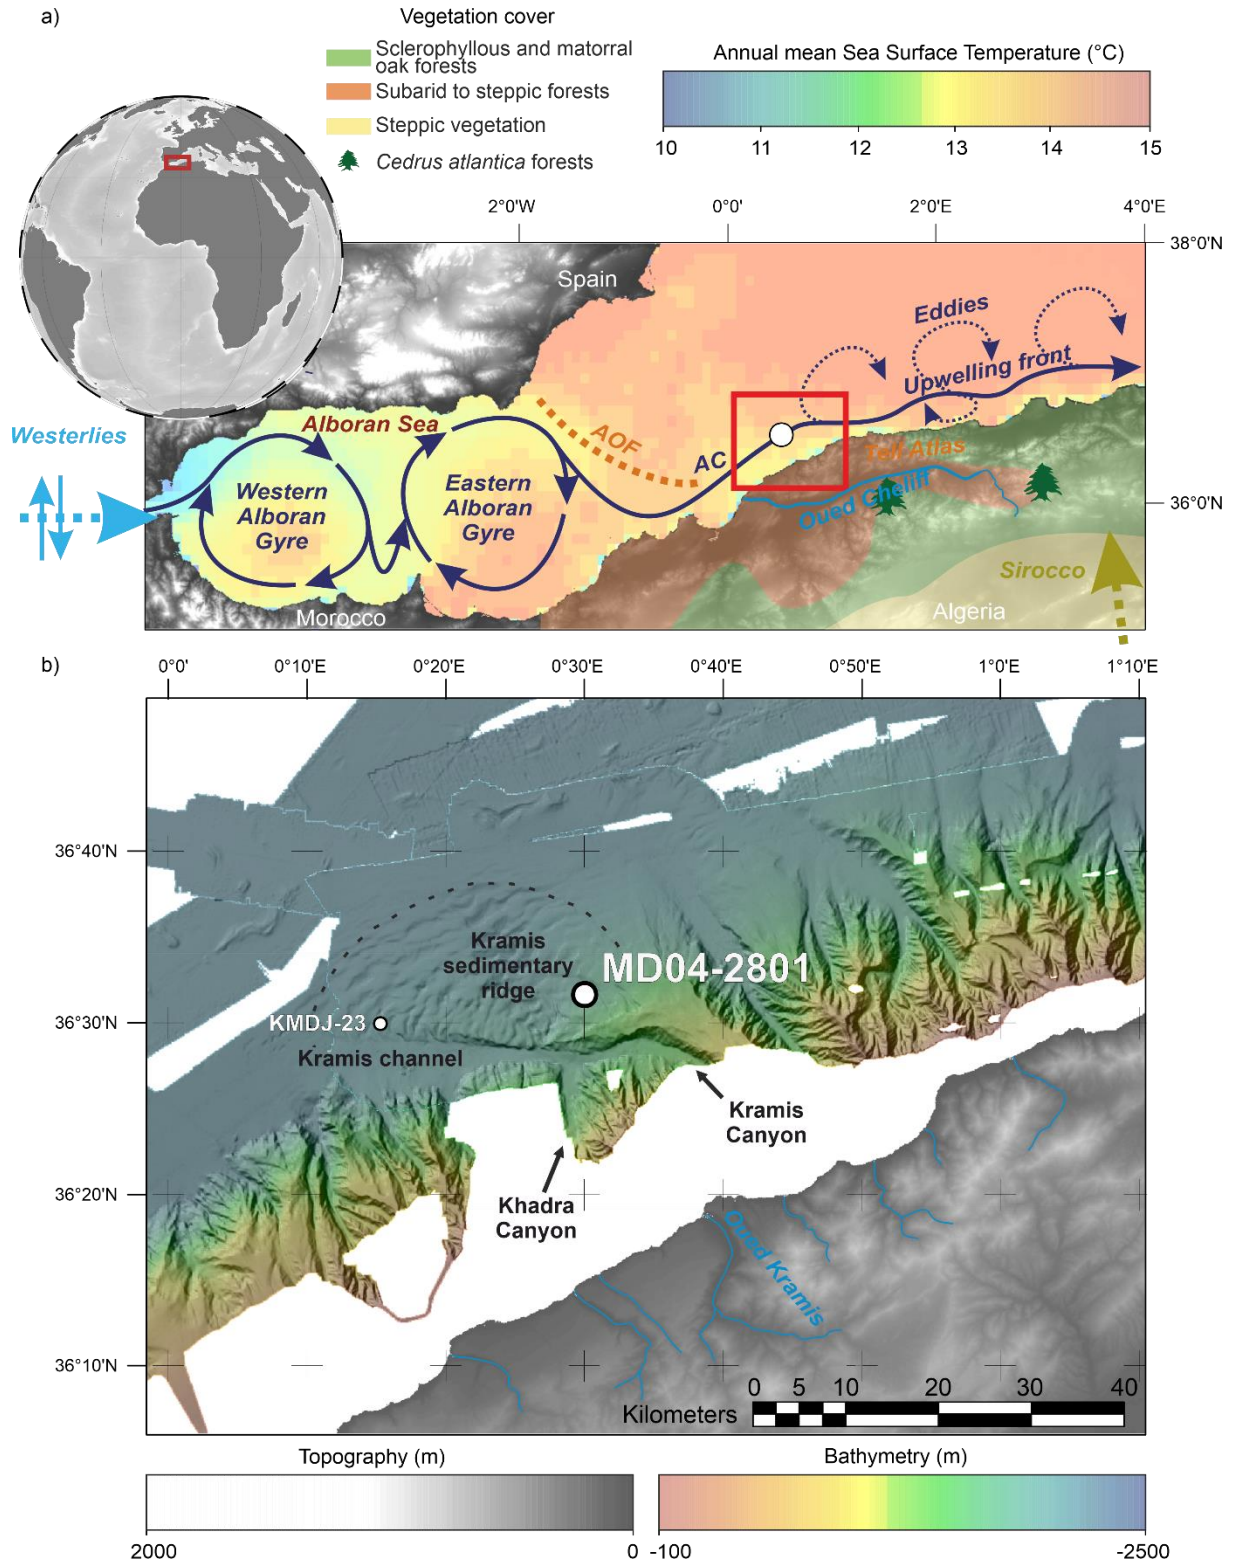 a)
Vegetation cover
Sclerophyllous and matorral
oak forests
Subarid to steppic forests
Steppic vegetation
Cedrus atlantica forests
Annual mean Sea Surface Temperature (°C)
10 11 12 13 14 15
2°0'W 0°0' 2°0'E 4°0'E
38°0'N
36°0'N
Spain
Eddies
Upwelling front
Westerlies
Alboran Sea
AOF
AC
Tell Atlas
Oued Cheliff
Western
Alboran
Gyre
Eastern
Alboran
Gyre
Sirocco
Morocco
Algeria
b)
0°0' 0°10'E 0°20'E 0°30'E 0°40'E 0°50'E 1°0'E 1°10'E
36°40'N
36°30'N
36°20'N
36°10'N
Kramis
sedimentary
ridge
MD04-2801
KMDJ-23
Kramis channel
Kramis
Canyon
Khadra
Canyon
Oued Kramis
0 5 10 20 30 40
Kilometers
Topography (m)
2000 0
Bathymetry (m)
-100 -2500